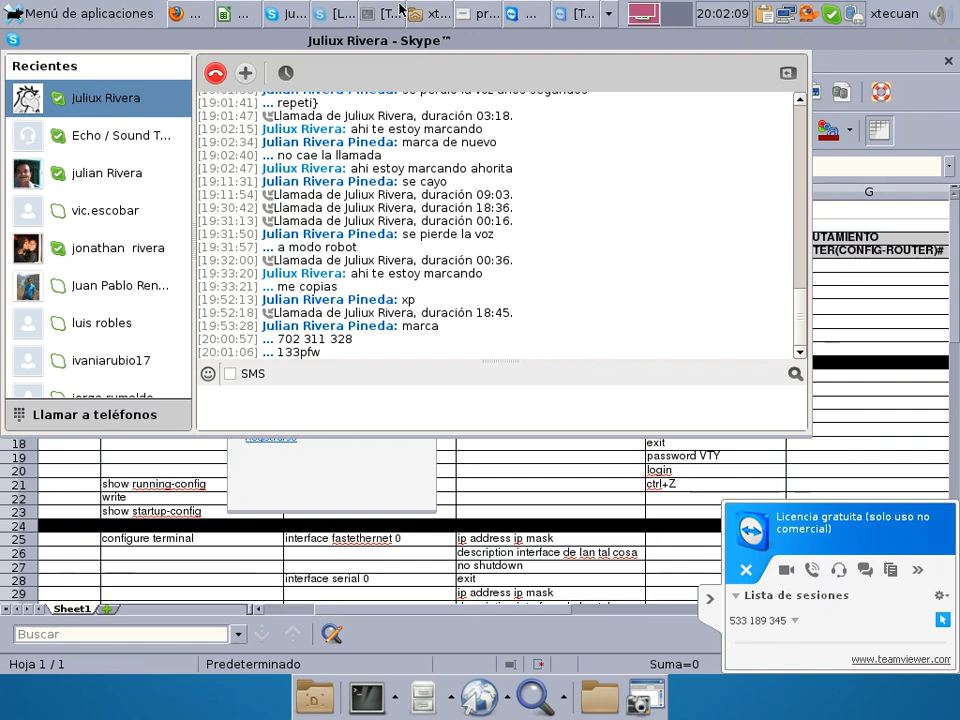 Menú de aplicaciones
...
...
Ju...
[L...
[T...
xt...
pr...
...
[T...
20:02:09
xtecuan
Juliux Rivera - Skype™
Recientes
Juliux Rivera
Echo / Sound T...
julian Rivera
vic.escobar
jonathan rivera
Juan Pablo Ren...
luis robles
ivaniarubio17
Llamar a teléfonos
[19:01:41] ... repeti}
[19:01:47] Llamada de Juliux Rivera, duración 03:18.
[19:02:15] Juliux Rivera: ahi te estoy marcando
[19:02:34] Julian Rivera Pineda: marca de nuevo
[19:02:40] ... no cae la llamada
[19:02:47] Juliux Rivera: ahi estoy marcando ahorita
[19:11:31] Julian Rivera Pineda: se cayo
[19:11:54] Llamada de Juliux Rivera, duración 09:03.
[19:30:42] Llamada de Juliux Rivera, duración 18:36.
[19:31:13] Llamada de Juliux Rivera, duración 00:16.
[19:31:50] Julian Rivera Pineda: se pierde la voz
[19:31:57] ... a modo robot
[19:32:00] Llamada de Juliux Rivera, duración 00:36.
[19:33:20] Juliux Rivera: ahi te estoy marcando
[19:33:21] ... me copias
[19:52:13] Julian Rivera Pineda: xp
[19:52:18] Llamada de Juliux Rivera, duración 18:45.
[19:53:28] Julian Rivera Pineda: marca
[20:00:57] ... 702 311 328
[20:01:06] ... 133pfw
SMS
G
UTAMIENTO
TER(CONFIG-ROUTER)#
18 exit
19 password VTY
20 login
21 show running-config ctrl+Z
22 write
23 show startup-config
24
25 configure terminal interface fastethernet 0 ip address ip mask
26 description interface de lan tal cosa
27 no shutdown
28 interface serial 0 exit
29 ip address ip mask
Sheet1
Buscar
Hoja 1 / 1
Predeterminado
Suma=0
Licencia gratuita (solo uso no
comercial)
Lista de sesiones
533 189 345
www.teamviewer.com